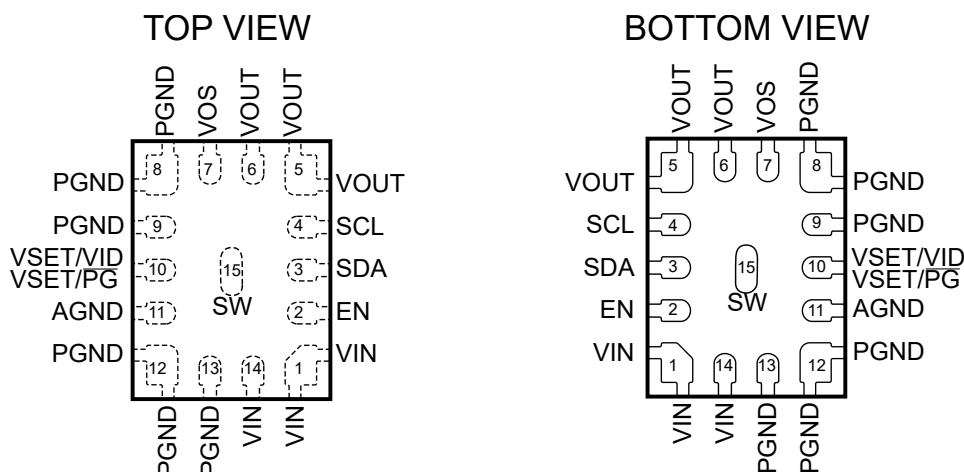 TOP VIEW
PGND
VOS
VOUT
VOUT
8
7
6
5
PGND
VOUT
PGND
9
4
SCL
VSET/VID
VSET/P̅G̅
10
15
3
SDA
SW
AGND
11
2
EN
PGND
12
13
14
1
VIN
PGND
PGND
VIN
VIN
BOTTOM VIEW
VOUT
VOUT
VOS
PGND
5
6
7
8
VOUT
PGND
SCL
4
9
PGND
SDA
3
15
10
VSET/VID
VSET/P̅G̅
SW
EN
2
11
AGND
VIN
1
14
13
12
PGND
VIN
VIN
PGND
PGND